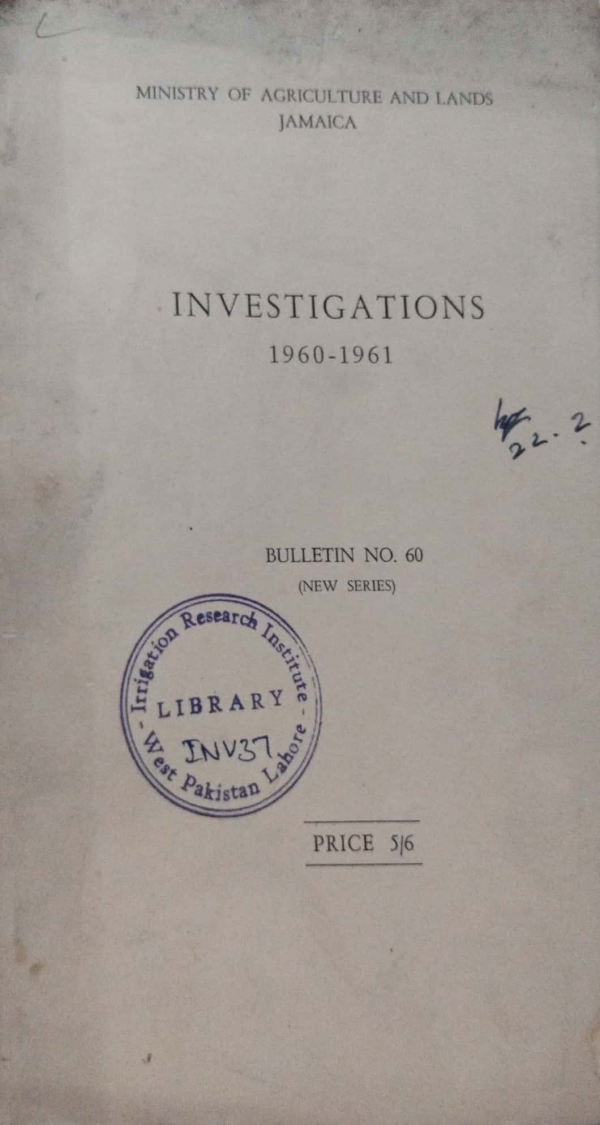 MINISTRY OF AGRICULTURE AND LANDS
JAMAICA
INVESTIGATIONS
1960-1961
22.2.
BULLETIN NO. 60
(NEW SERIES)
- Irrigation Research Institute -
LIBRARY
INV37
West Pakistan Lahore
PRICE 5/6